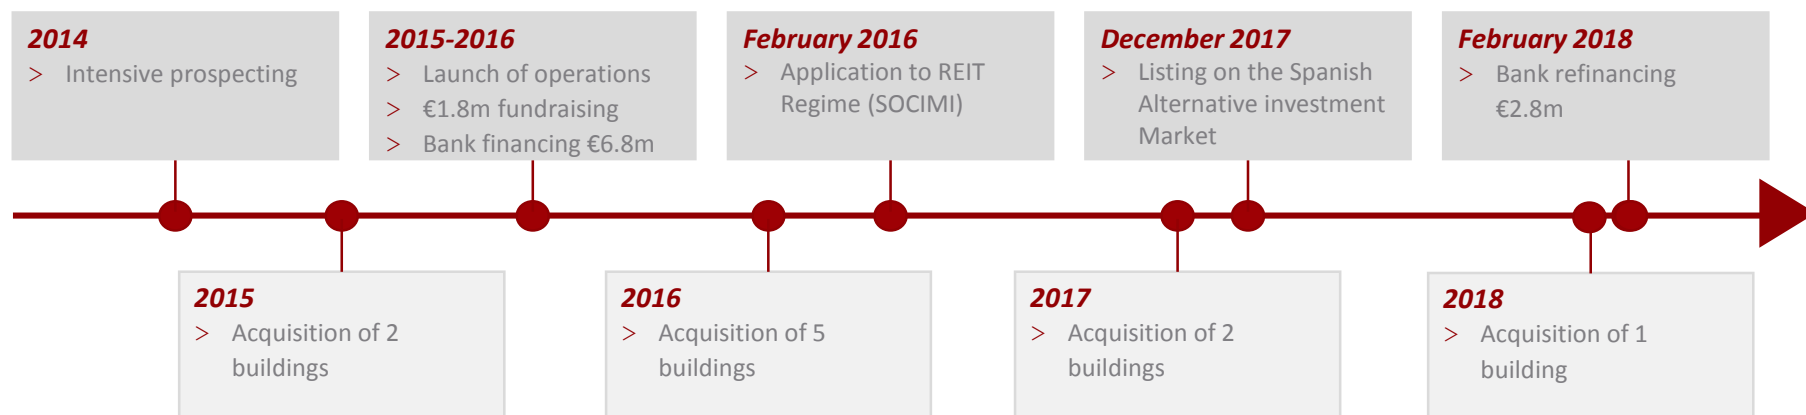 2014
> Intensive prospecting
2015-2016
> Launch of operations
> €1.8m fundraising
> Bank financing €6.8m
February 2016
> Application to REIT
Regime (SOCIMI)
December 2017
> Listing on the Spanish
Alternative investment
Market
February 2018
> Bank refinancing
€2.8m
2015
> Acquisition of 2
buildings
2016
> Acquisition of 5
buildings
2017
> Acquisition of 2
buildings
2018
> Acquisition of 1
building